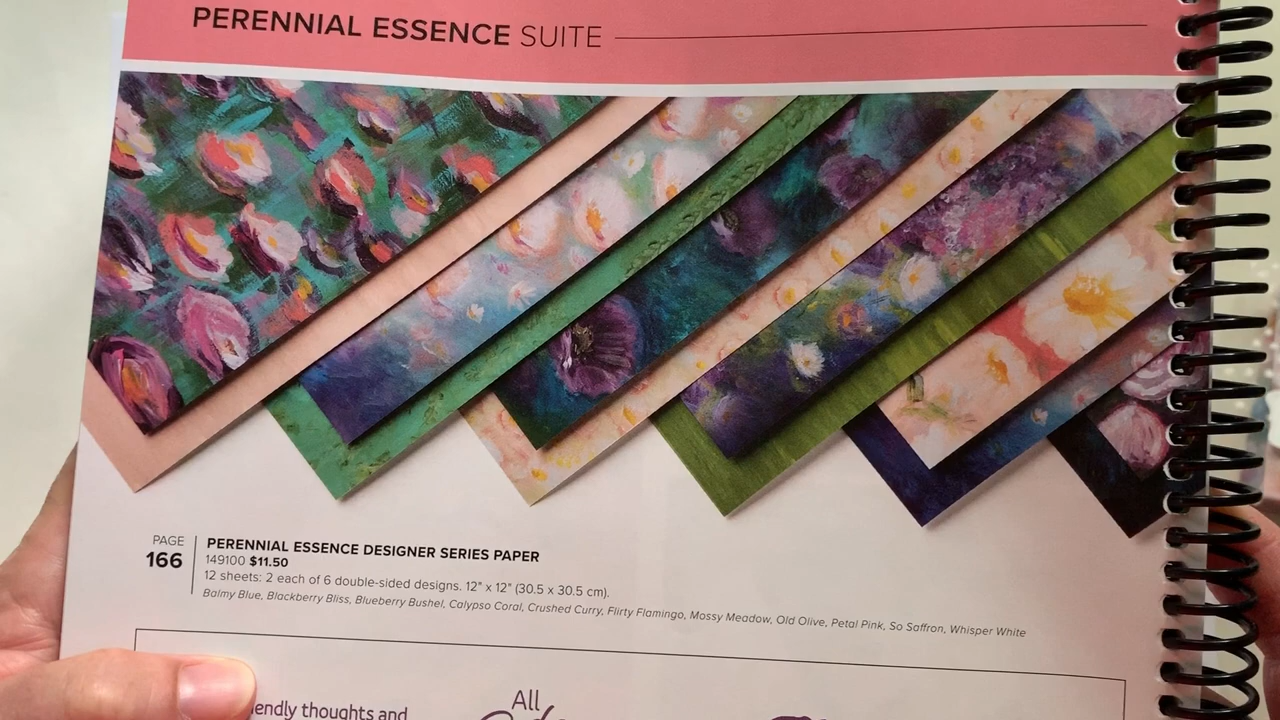 PERENNIAL ESSENCE SUITE
PAGE
166
PERENNIAL ESSENCE DESIGNER SERIES PAPER
149100 $11.50
12 sheets: 2 each of 6 double-sided designs. 12" x 12" (30.5 x 30.5 cm).
Balmy Blue, Blackberry Bliss, Blueberry Bushel, Calypso Coral, Crushed Curry, Flirty Flamingo, Mossy Meadow, Old Olive, Petal Pink, So Saffron, Whisper White
thoughts and
All